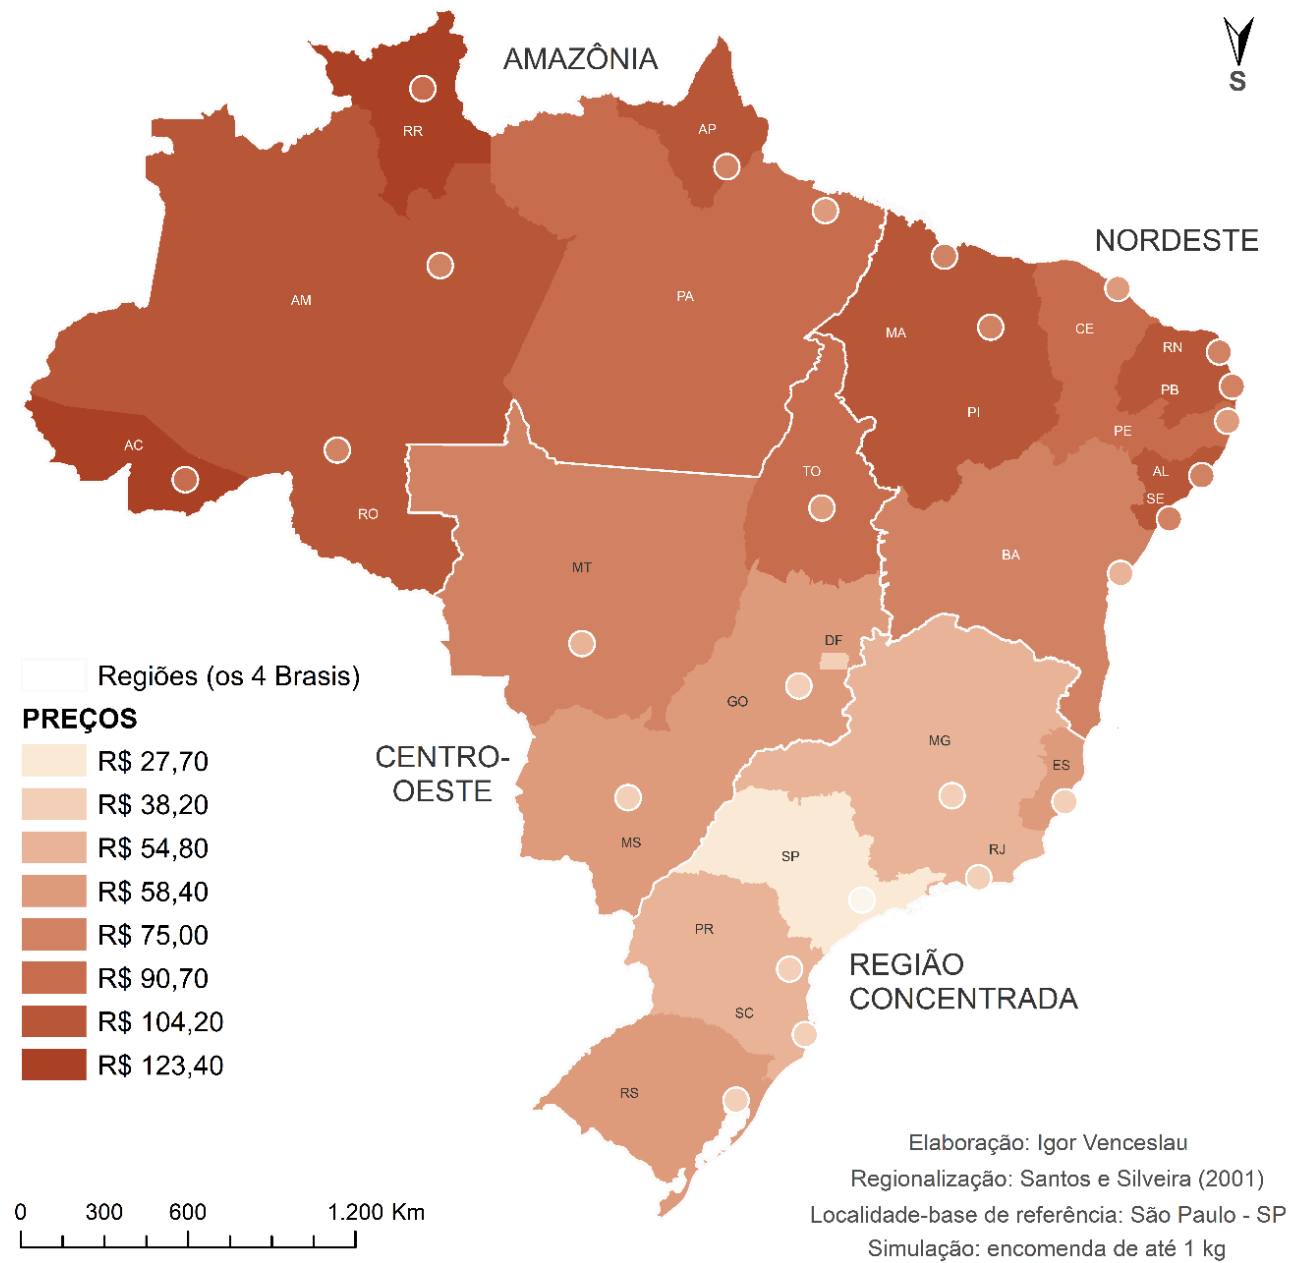 AMAZÔNIA
S
RR
AP
NORDESTE
AM
PA
MA
CE
RN
PB
PI
PE
AC
TO
AL
SE
RO
BA
MT
DF
Regiões (os 4 Brasis)
GO
PREÇOS
MG
CENTRO-
OESTE
ES
R$ 27,70
R$ 38,20
R$ 54,80
R$ 58,40
R$ 75,00
R$ 90,70
R$ 104,20
R$ 123,40
MS
SP
RJ
PR
REGIÃO
CONCENTRADA
SC
RS
Elaboração: Igor Venceslau
Regionalização: Santos e Silveira (2001)
Localidade-base de referência: São Paulo - SP
Simulação: encomenda de até 1 kg
0 300 600 1.200 Km